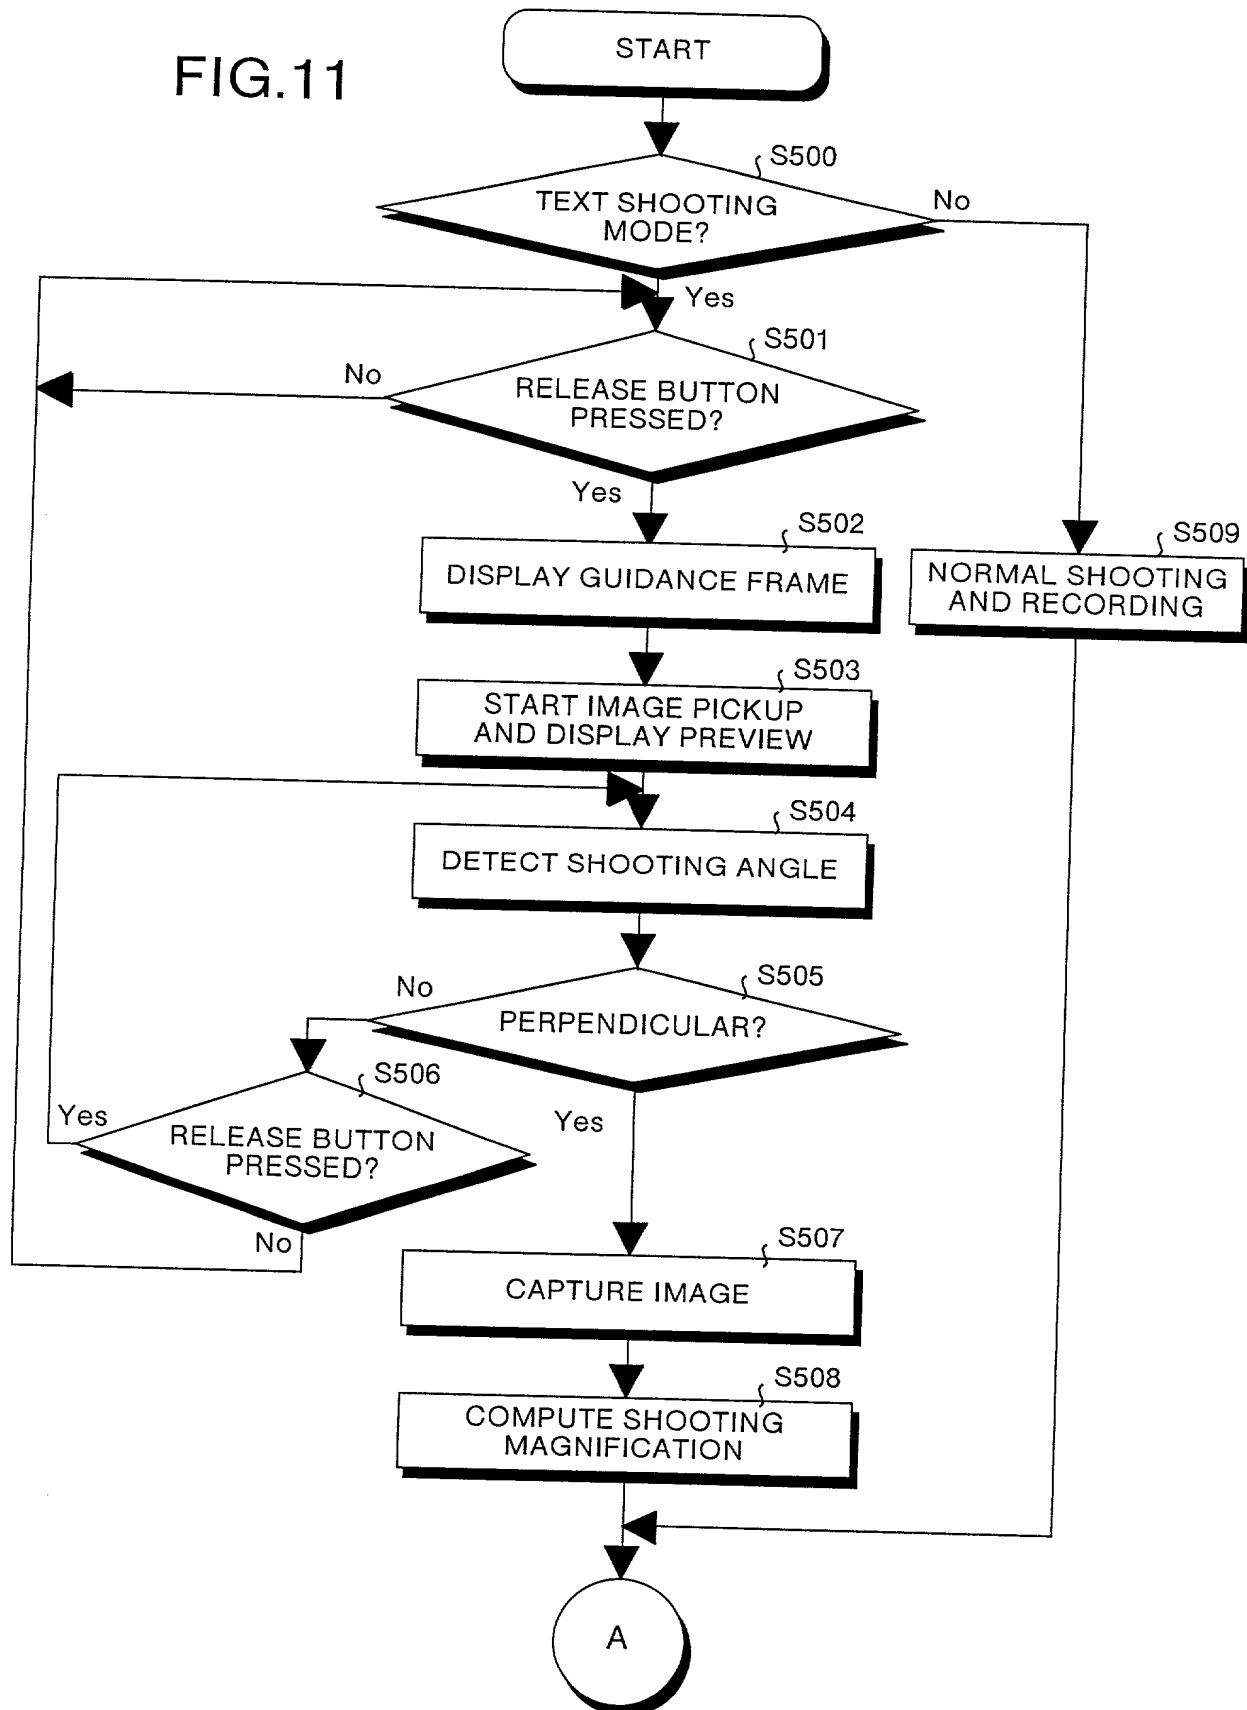 FIG.11
START
S500
TEXT SHOOTING
MODE?
No
Yes
S501
RELEASE BUTTON
PRESSED?
No
Yes
S502
DISPLAY GUIDANCE FRAME
S509
NORMAL SHOOTING
AND RECORDING
S503
START IMAGE PICKUP
AND DISPLAY PREVIEW
S504
DETECT SHOOTING ANGLE
S505
PERPENDICULAR?
No
Yes
S506
RELEASE BUTTON
PRESSED?
Yes
No
S507
CAPTURE IMAGE
S508
COMPUTE SHOOTING
MAGNIFICATION
A